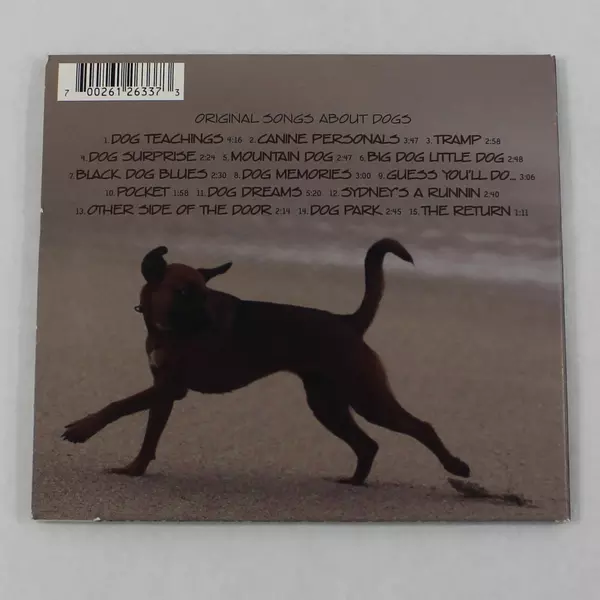 7 00261 26337 3
ORIGINAL SONGS ABOUT DOGS
1. DOG TEACHINGS 4:16 2. CANINE PERSONALS 3:47 3. TRAMP 2:58
4. DOG SURPRISE 2:24 5. MOUNTAIN DOG 2:47 6. BIG DOG LITTLE DOG 2:48
7. BLACK DOG BLUES 2:30 8. DOG MEMORIES 3:00 9. GUESS YOU'LL DO... 3:06
10. POCKET 1:58 11. DOG DREAMS 5:20 12. SYDNEY'S A RUNNIN 2:40
13. OTHER SIDE OF THE DOOR 2:14 14. DOG PARK 2:45 15. THE RETURN 1:11